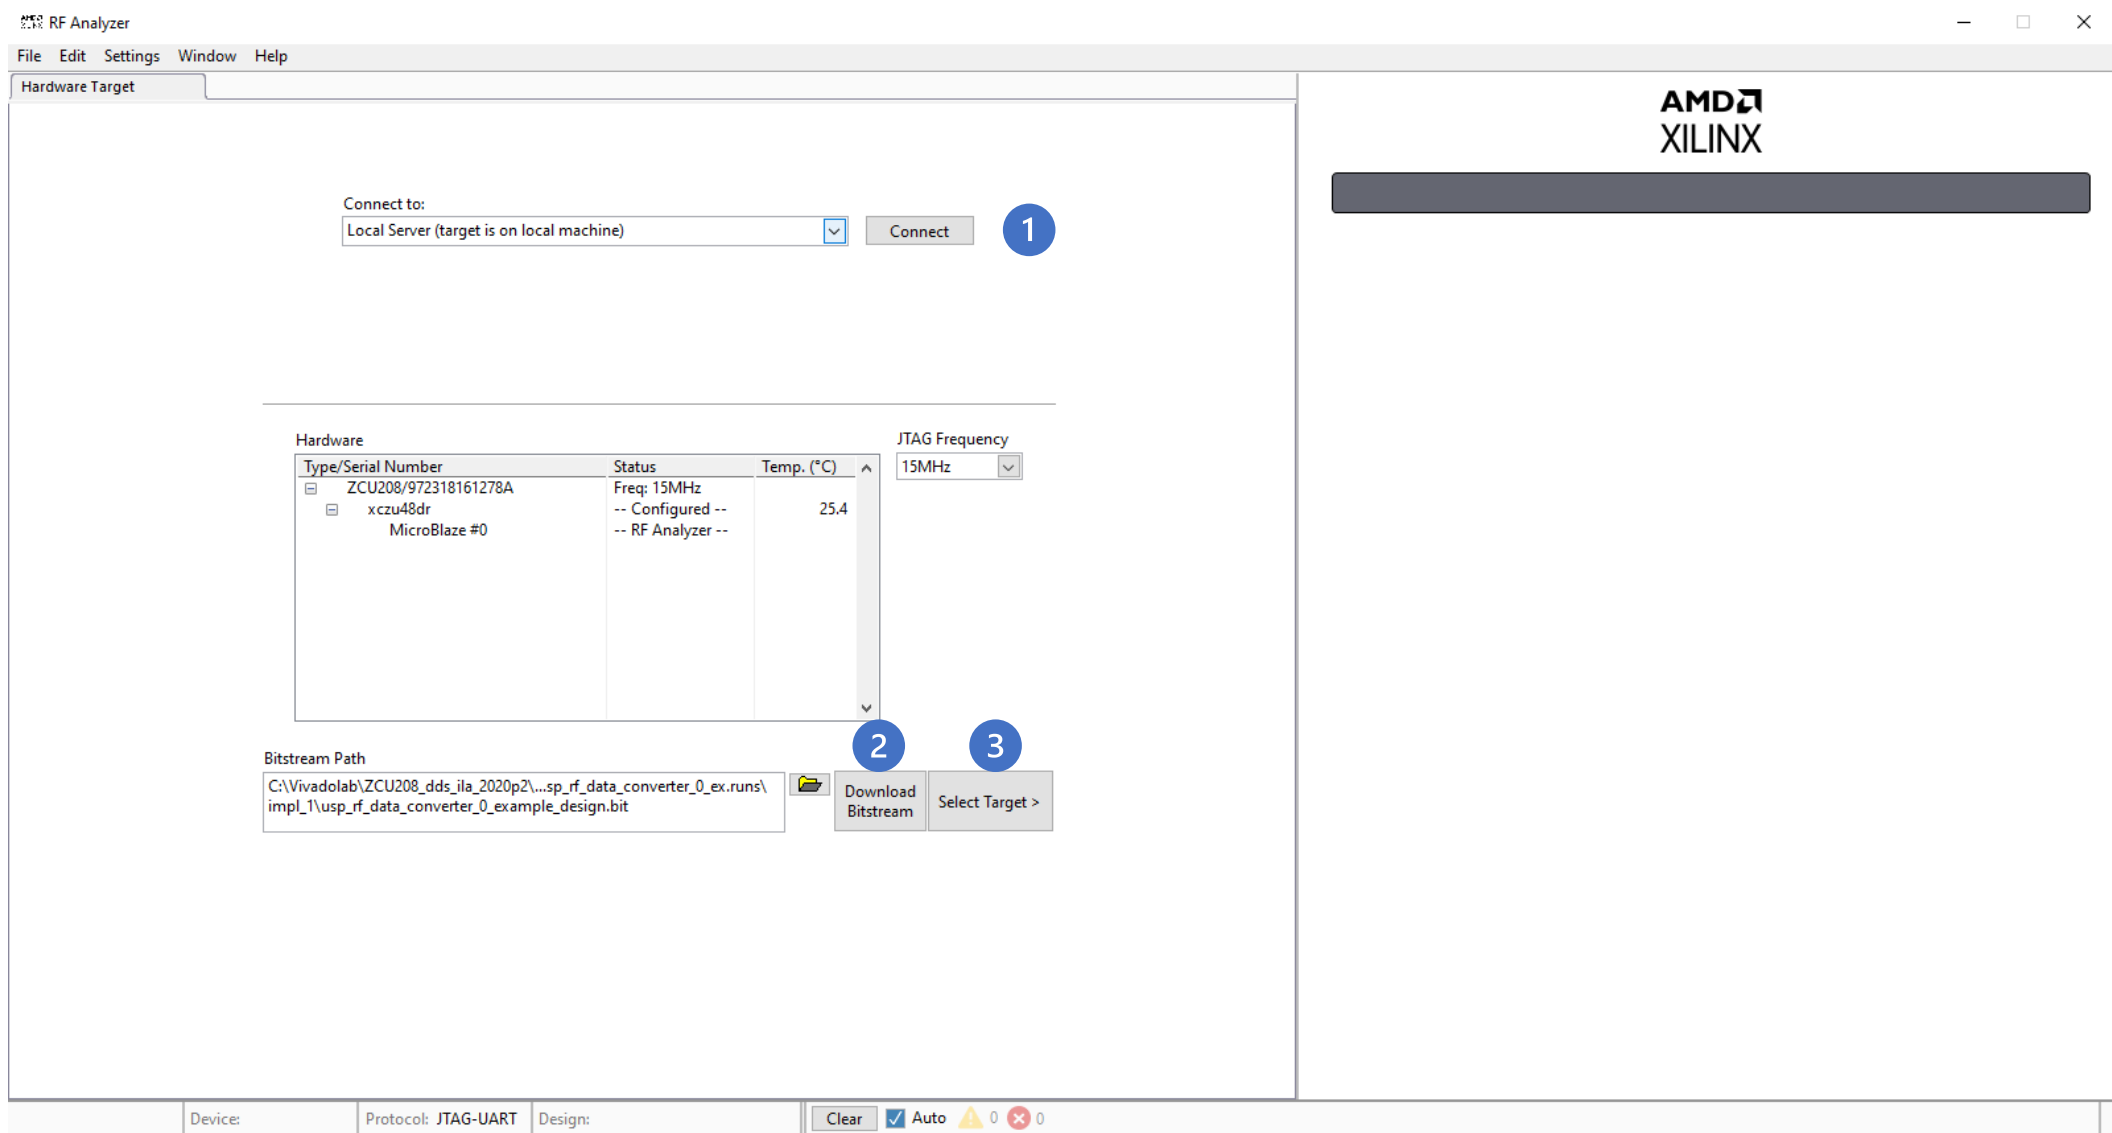 RF Analyzer
File Edit Settings Window Help
Hardware Target
AMD
XILINX
Connect to:
Local Server (target is on local machine)
Connect
1
Hardware
JTAG Frequency
Type/Serial Number Status Temp. (°C)
15MHz
ZCU208/972318161278A Freq: 15MHz
xczu48dr -- Configured -- 25.4
MicroBlaze #0 -- RF Analyzer --
2
3
Bitstream Path
C:\Vivadolab\ZCU208_dds_ila_2020p2\...sp_rf_data_converter_0_ex.runs\
impl_1\usp_rf_data_converter_0_example_design.bit
Download
Bitstream
Select Target >
Device:
Protocol: JTAG-UART
Design:
Clear
Auto
0
0